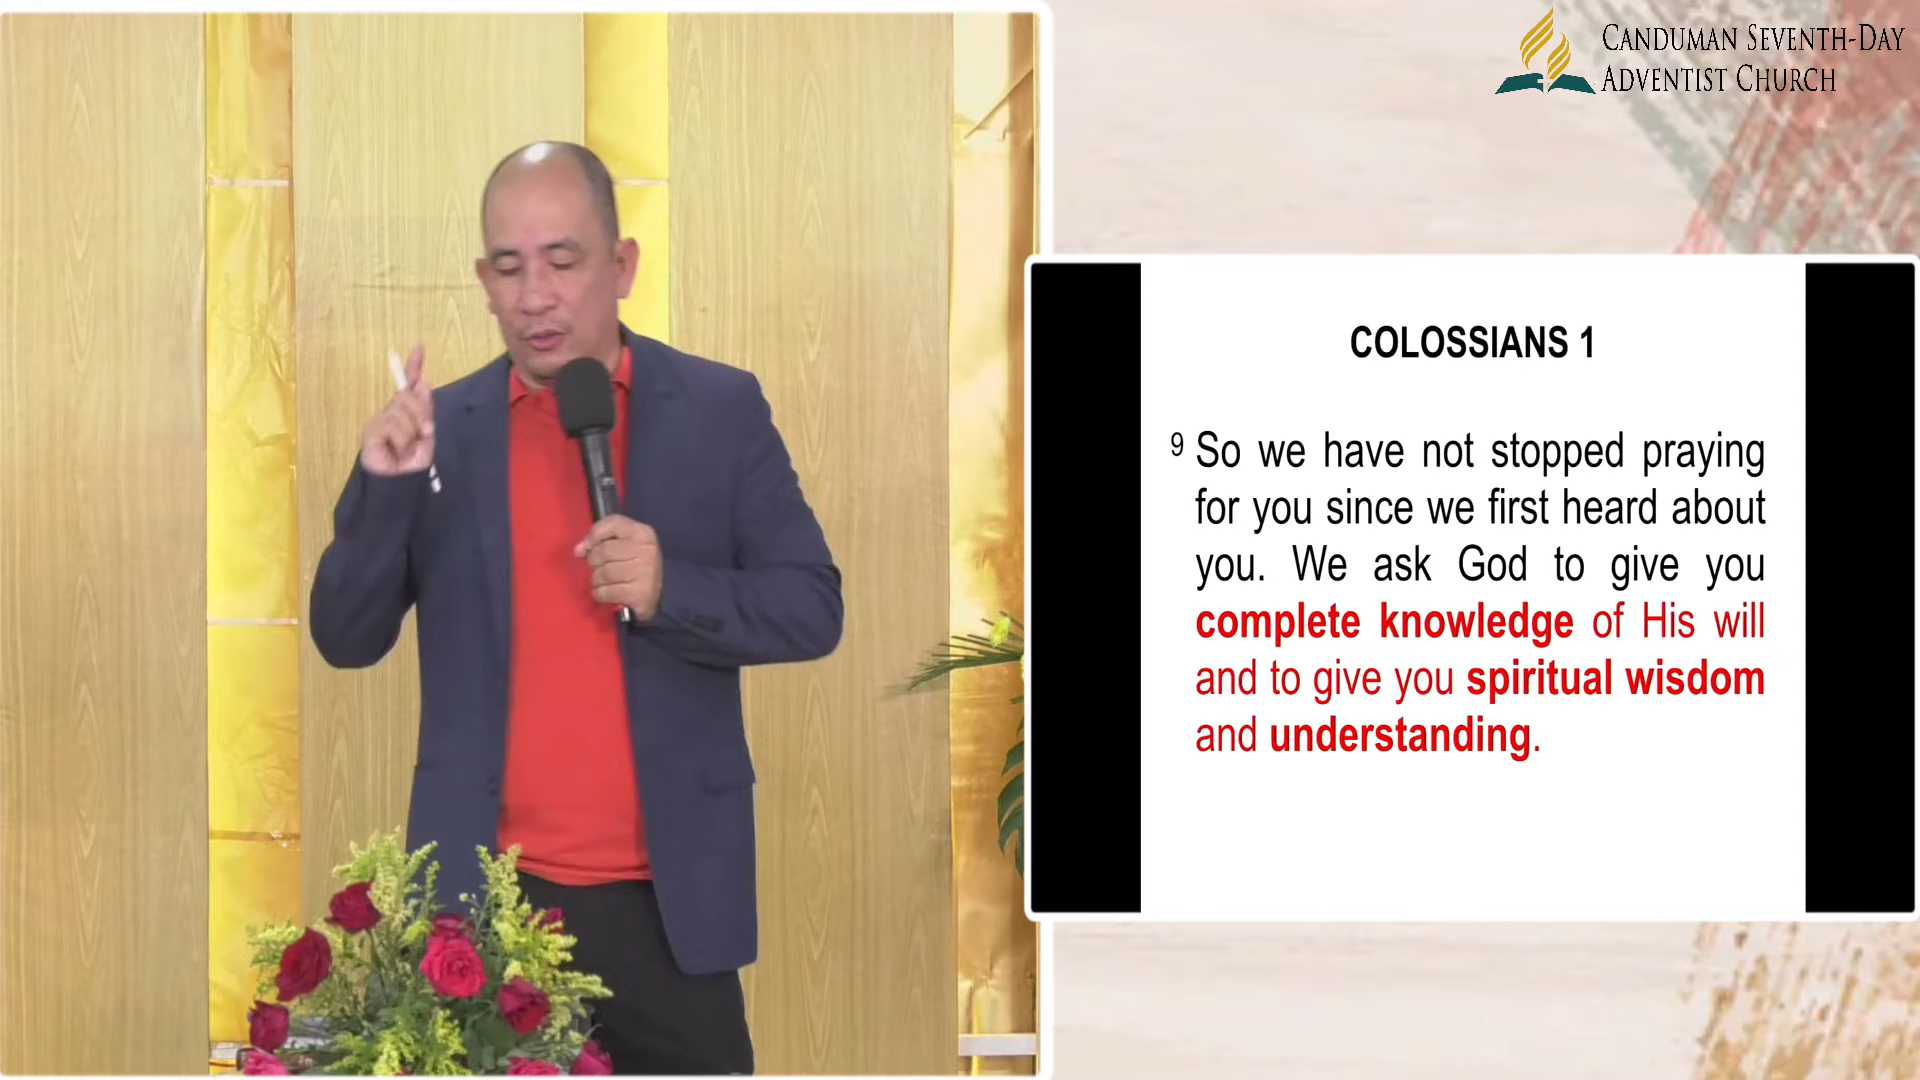 CANDUMAN SEVENTH-DAY
ADVENTIST CHURCH
COLOSSIANS 1
9 So we have not stopped praying
for you since we first heard about
you. We ask God to give you
complete knowledge of His will
and to give you spiritual wisdom
and understanding.